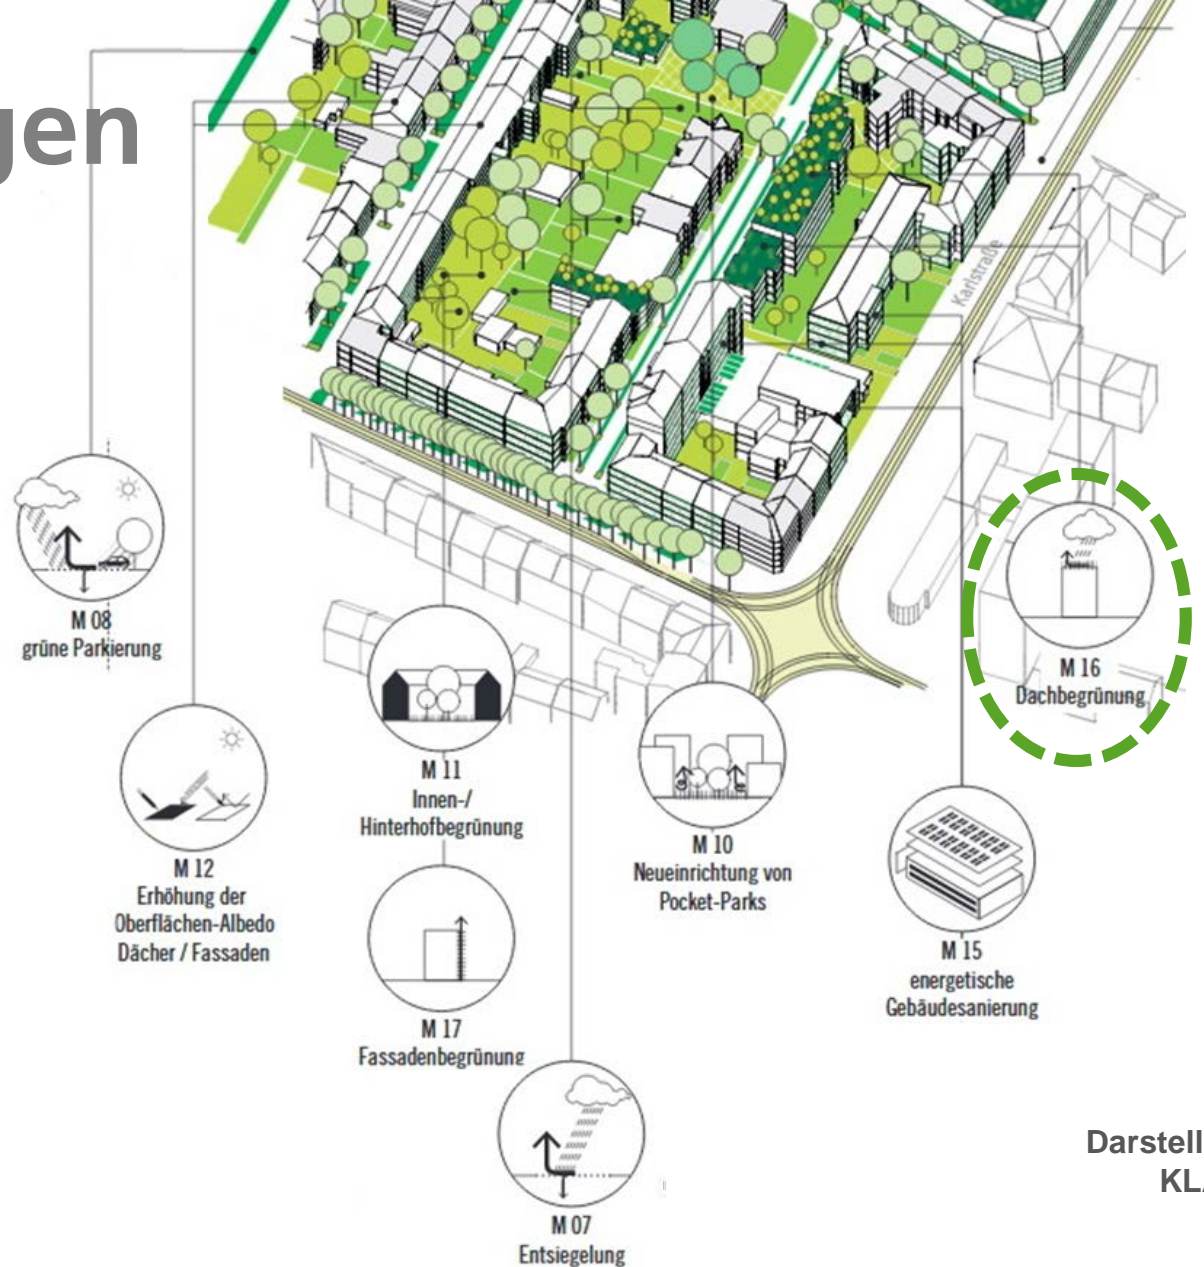 gen
Karlstraße
M 08
grüne Parkierung
M 16
Dachbegrünung
M 11
Innen-/
Hinterhofbegrünung
M 10
Neueinrichtung von
Pocket-Parks
M 12
Erhöhung der
Oberflächen-Albedo
Dächer / Fassaden
M 15
energetische
Gebäudesanierung
M 17
Fassadenbegrünung
M 07
Entsiegelung
Darstell
KL